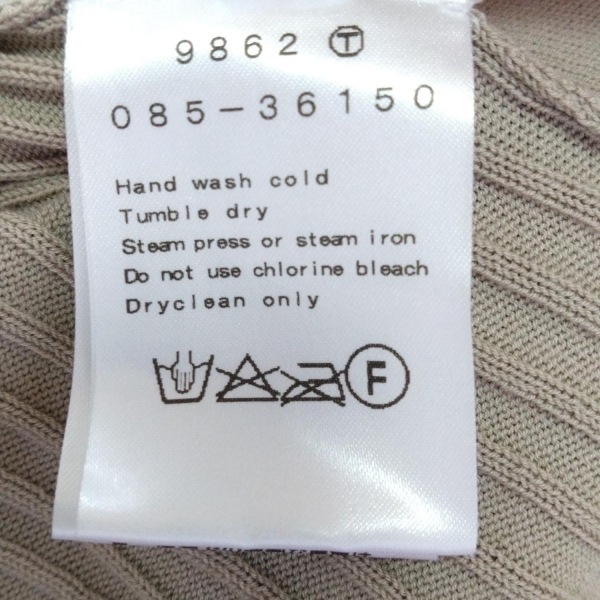 9862 Ⓣ
085-36150
Hand wash cold
Tumble dry
Steam press or steam iron
Do not use chlorine bleach
Dryclean only
F